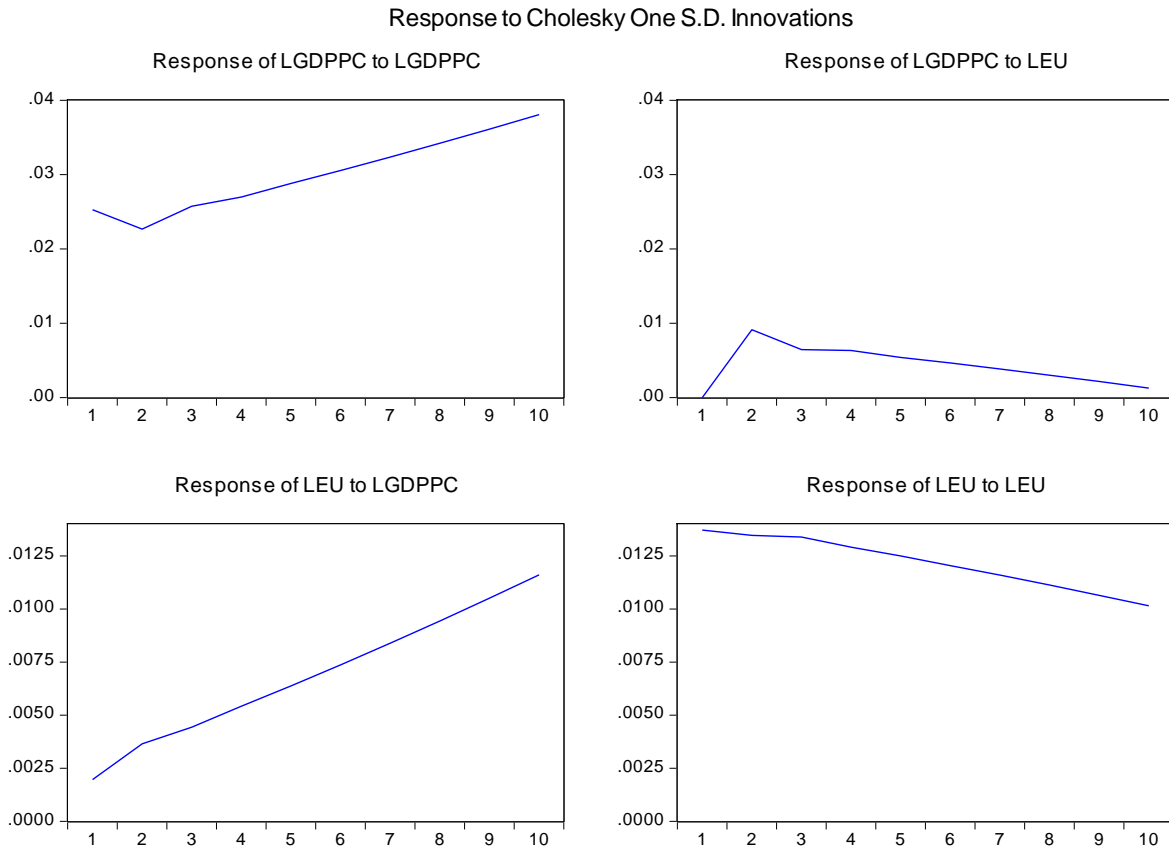 Response to Cholesky One S.D. Innovations
Response of LGDPPC to LGDPPC
.04
.03
.02
.01
.00
1 2 3 4 5 6 7 8 9 10
Response of LGDPPC to LEU
.04
.03
.02
.01
.00
1 2 3 4 5 6 7 8 9 10
Response of LEU to LGDPPC
.0125
.0100
.0075
.0050
.0025
.0000
1 2 3 4 5 6 7 8 9 10
Response of LEU to LEU
.0125
.0100
.0075
.0050
.0025
.0000
1 2 3 4 5 6 7 8 9 10